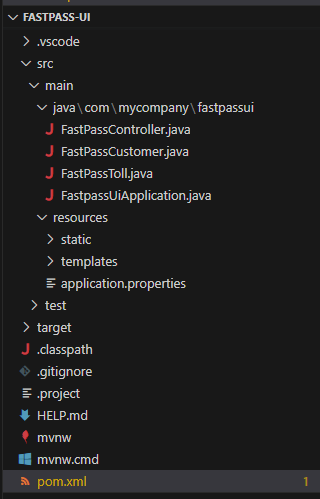 FASTPASS-UI
.vscode
src
main
java\com\mycompany\fastpassui
FastPassController.java
FastPassCustomer.java
FastPassToll.java
FastpassUiApplication.java
resources
static
templates
application.properties
test
target
.classpath
.gitignore
.project
HELP.md
mvnw
mvnw.cmd
pom.xml 1